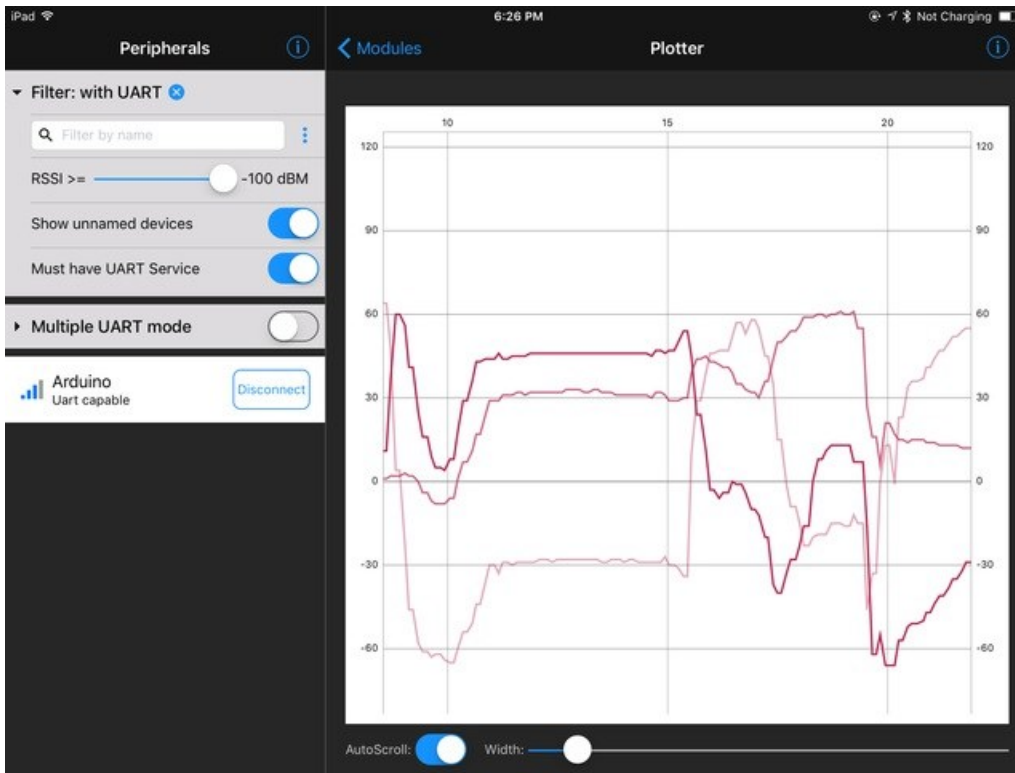 iPad
6:26 PM
Not Charging
Peripherals
Modules
Plotter
Filter: with UART
Filter by name
RSSI >=
-100 dBM
Show unnamed devices
Must have UART Service
Multiple UART mode
Arduino
Uart capable
Disconnect
10 15 20
120 120
90 90
60 60
30 30
0 0
-30 -30
-60 -60
AutoScroll:
Width: